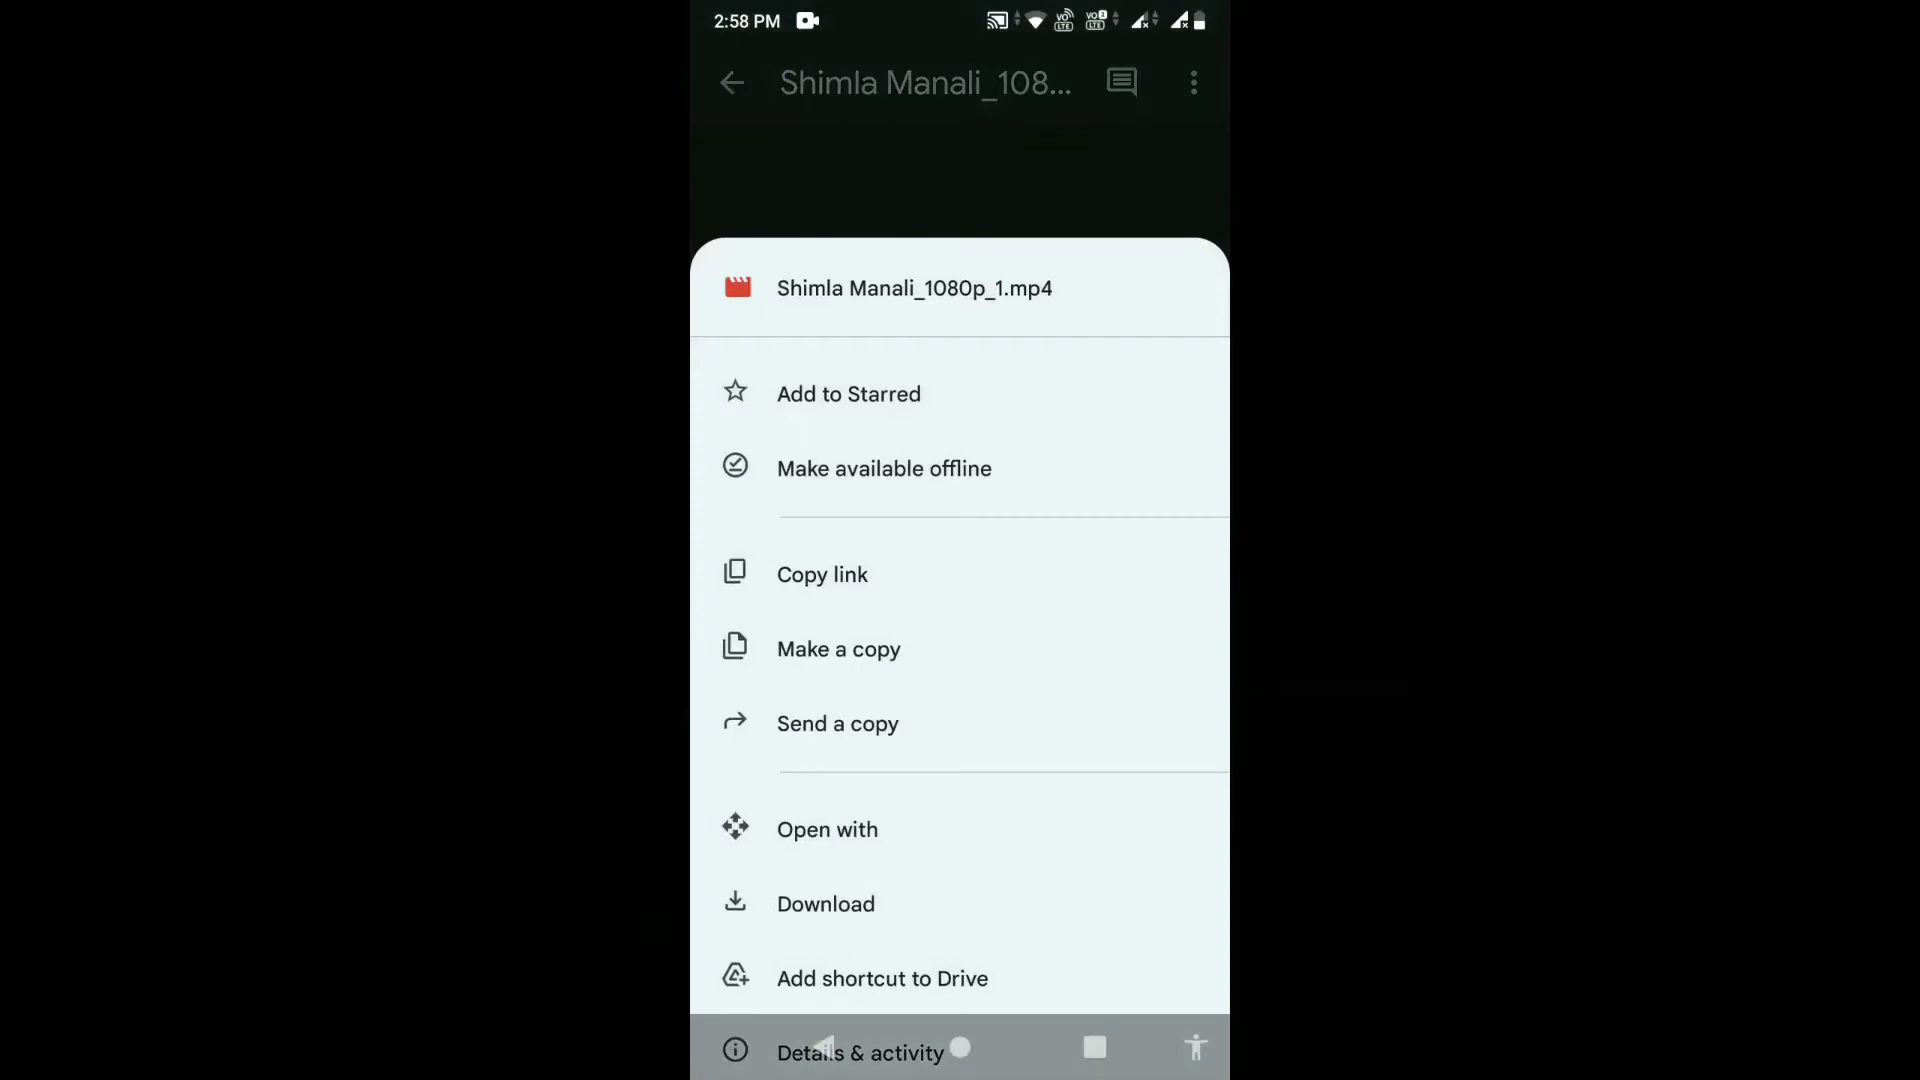 2:58 PM
Shimla Manali_108...
Shimla Manali_1080p_1.mp4
Add to Starred
Make available offline
Copy link
Make a copy
Send a copy
Open with
Download
Add shortcut to Drive
Details & activity